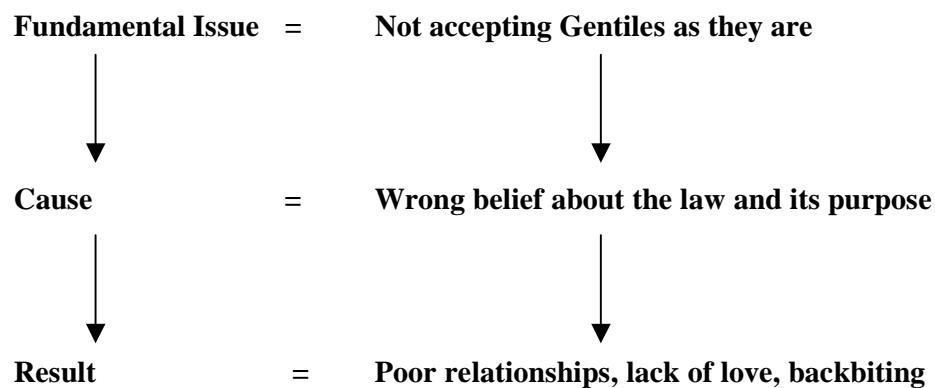 Fundamental Issue = Not accepting Gentiles as they are
Cause = Wrong belief about the law and its purpose
Result = Poor relationships, lack of love, backbiting